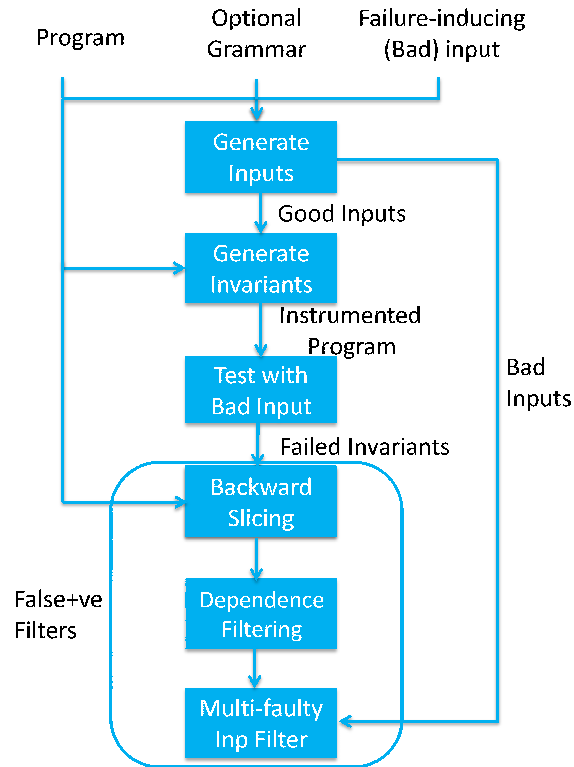 Program
Optional
Grammar
Failure-inducing
(Bad) input
Generate
Inputs
Good Inputs
Generate
Invariants
Instrumented
Program
Test with
Bad Input
Bad
Inputs
Failed Invariants
Backward
Slicing
False+ve
Filters
Dependence
Filtering
Multi-faulty
Inp Filter